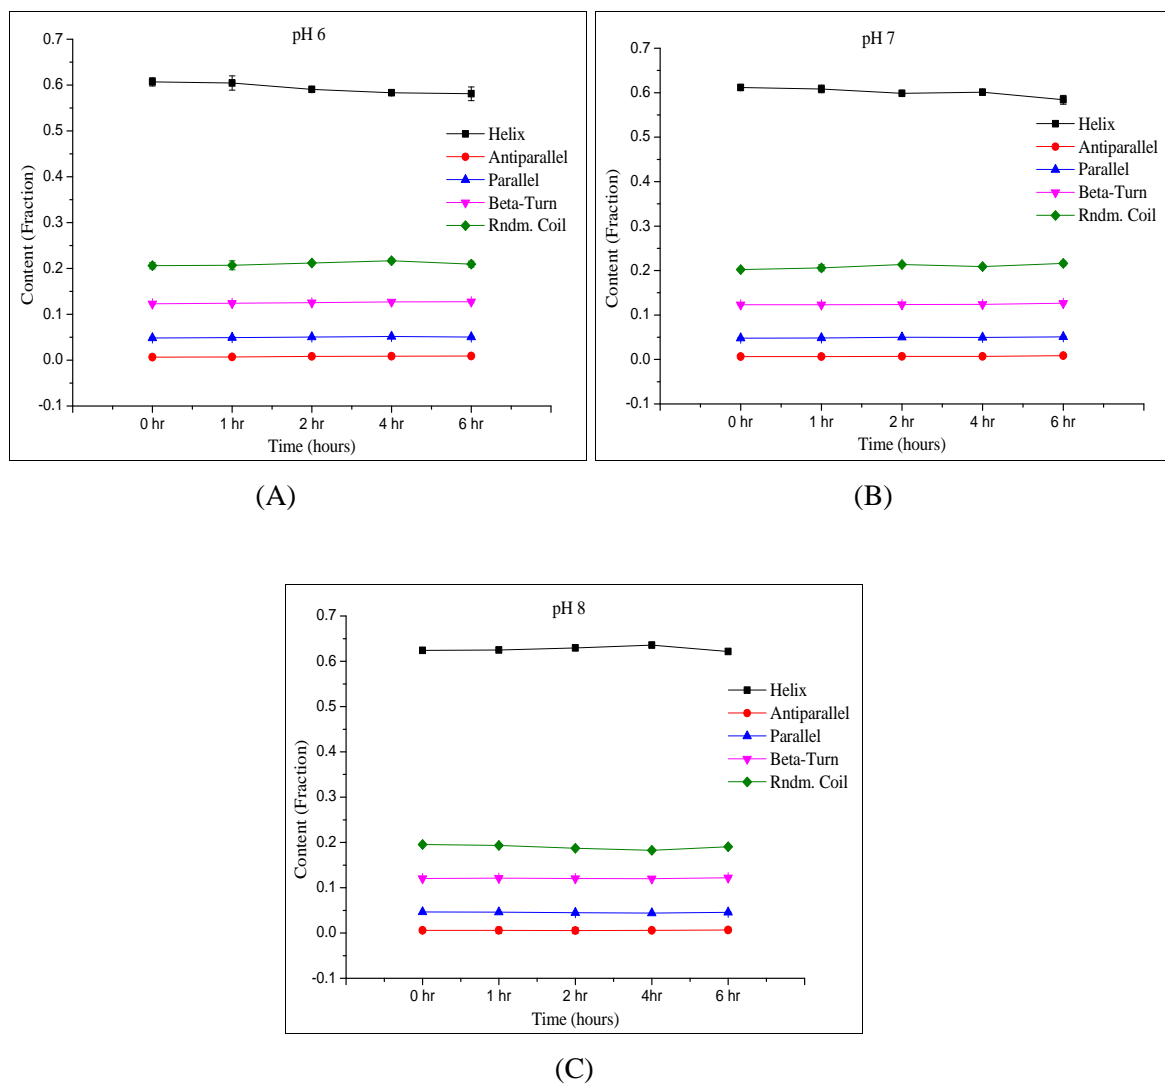 pH 6
0.7
0.6
0.5
0.4
0.3
0.2
0.1
0.0
-0.1
Content (Fraction)
Helix
Antiparallel
Parallel
Beta-Turn
Rndm. Coil
0 hr 1 hr 2 hr 4 hr 6 hr
Time (hours)
(A)
pH 7
0.7
0.6
0.5
0.4
0.3
0.2
0.1
0.0
-0.1
Content (Fraction)
Helix
Antiparallel
Parallel
Beta-Turn
Rndm. Coil
0 hr 1 hr 2 hr 4 hr 6 hr
Time (hours)
(B)
pH 8
0.7
0.6
0.5
0.4
0.3
0.2
0.1
0.0
-0.1
Content (Fraction)
Helix
Antiparallel
Parallel
Beta-Turn
Rndm. Coil
0 hr 1 hr 2 hr 4hr 6 hr
Time (hours)
(C)